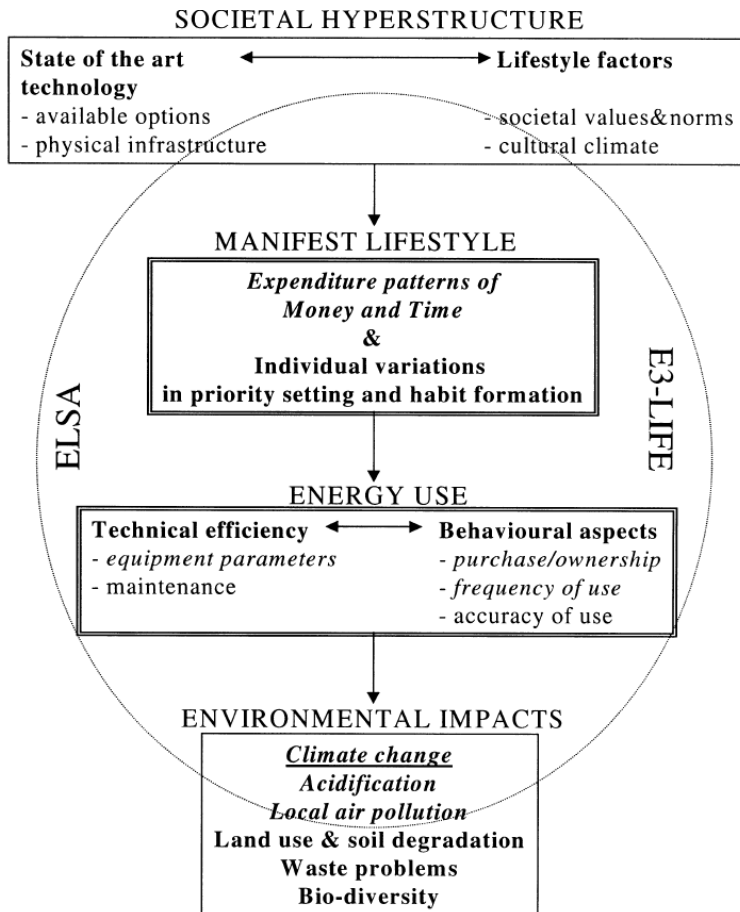 SOCIETAL HYPERSTRUCTURE
State of the art
technology
- available options
- physical infrastructure
Lifestyle factors
- societal values&norms
- cultural climate
MANIFEST LIFESTYLE
Expenditure patterns of
Money and Time
&
Individual variations
in priority setting and habit formation
ELSA
E3-LIFE
ENERGY USE
Technical efficiency
- equipment parameters
- maintenance
Behavioural aspects
- purchase/ownership
- frequency of use
- accuracy of use
ENVIRONMENTAL IMPACTS
Climate change
Acidification
Local air pollution
Land use & soil degradation
Waste problems
Bio-diversity